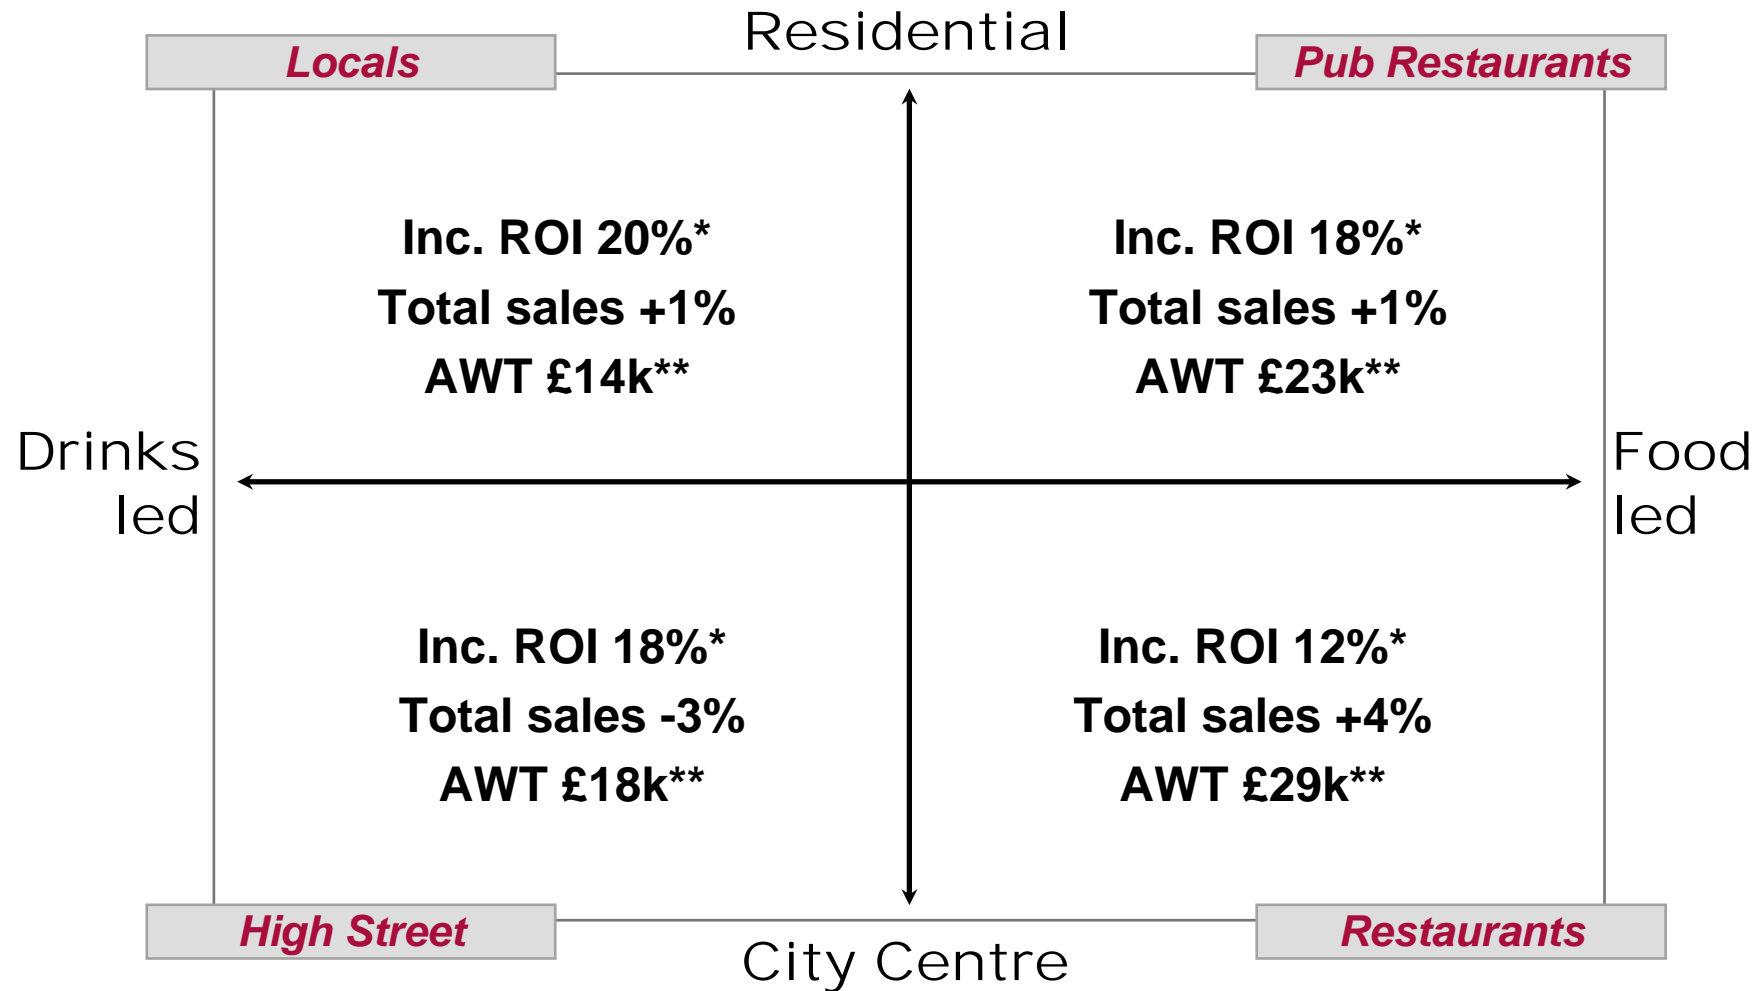 Residential
Locals
Pub Restaurants
Inc. ROI 20%*
Total sales +1%
AWT £14k**
Inc. ROI 18%*
Total sales +1%
AWT £23k**
Drinks
led
Food
led
Inc. ROI 18%*
Total sales -3%
AWT £18k**
Inc. ROI 12%*
Total sales +4%
AWT £29k**
High Street
Restaurants
City Centre